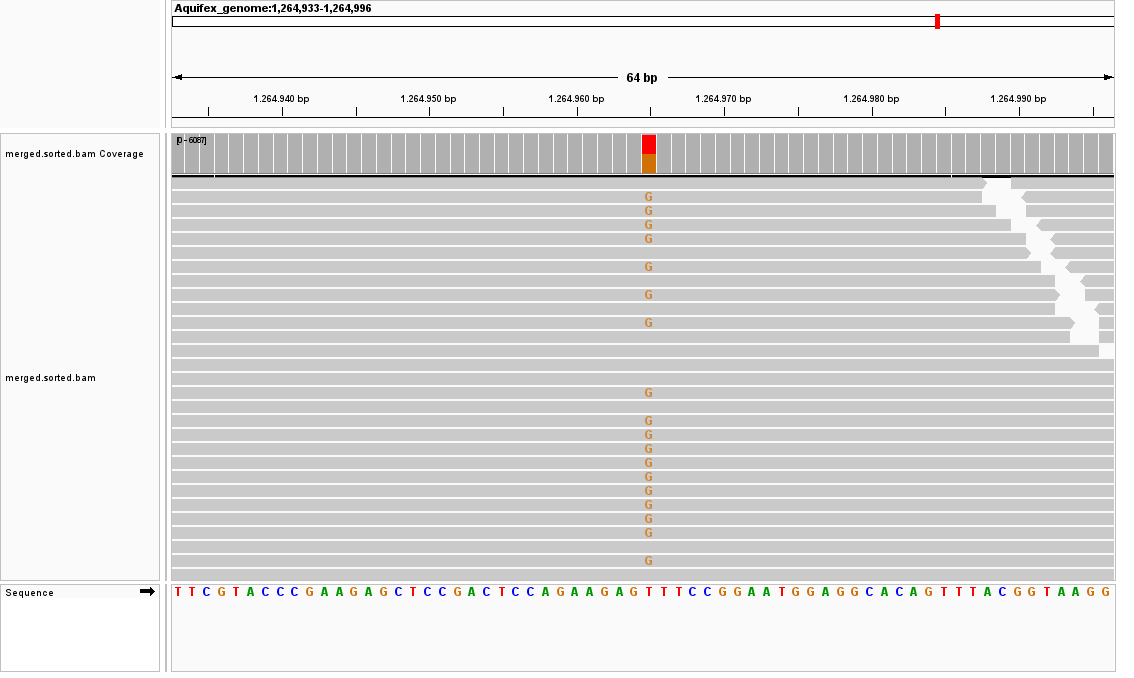 Aquifex_genome:1,264,933-1,264,996
64 bp
1.264.940 bp 1.264.950 bp 1.264.960 bp 1.264.970 bp 1.264.980 bp 1.264.990 bp
[0 - 6087]
merged.sorted.bam Coverage
G
G
G
G
G
G
G
merged.sorted.bam
G
G
G
G
G
G
G
G
G
G
G
Sequence T T C G T A C C C G A A G A G C T C C G A C T C C A G A A G A G T T T C C G G A A T G G A G G C A C A G T T T A C G G T A A G G